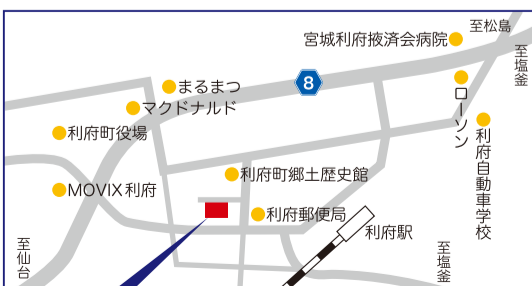 至松島
宮城利府掖済会病院
至塩釜
8
まるまつ
マクドナルド
ローソン
利府町役場
利府自動車学校
利府町郷土歴史館
MOVIX利府
利府郵便局
利府駅
至仙台
至塩釜